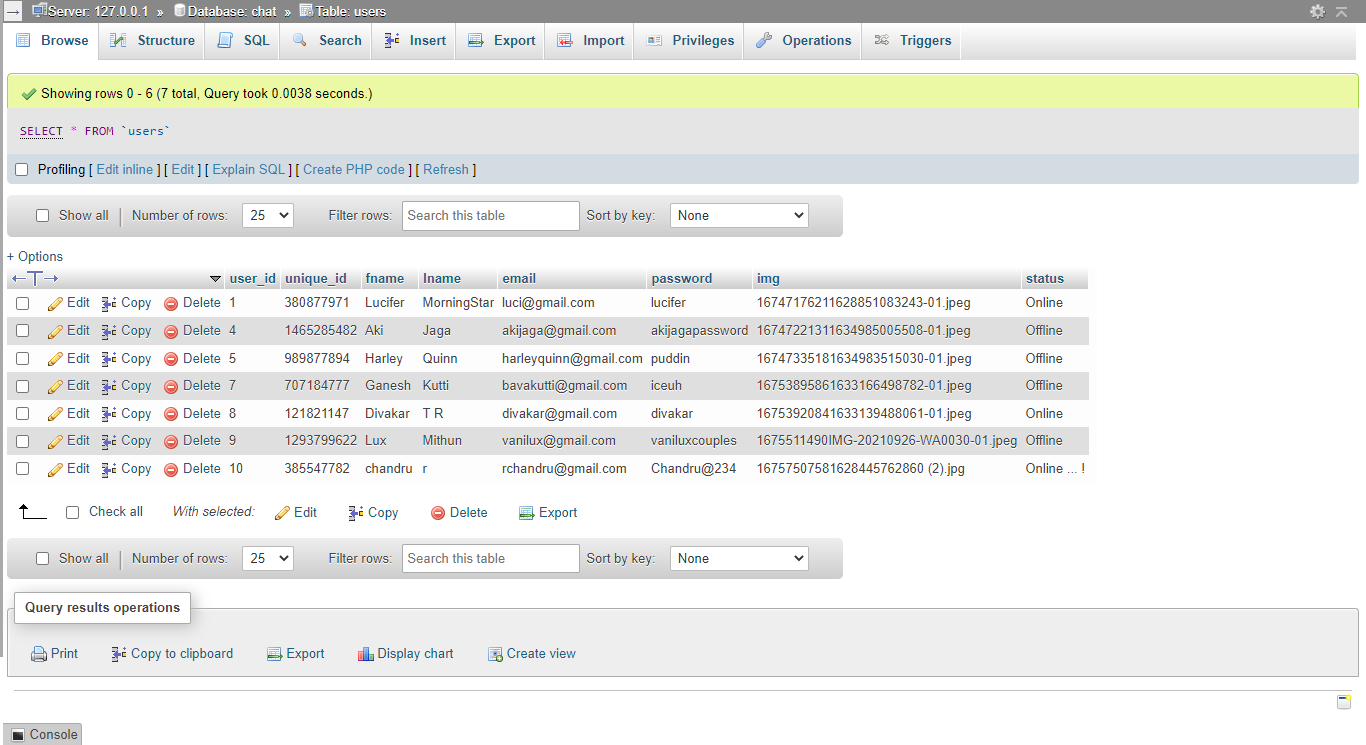 Server: 127.0.0.1 » Database: chat » Table: users
Browse Structure SQL Search Insert Export Import Privileges Operations Triggers
Showing rows 0 - 6 (7 total, Query took 0.0038 seconds.)
SELECT * FROM `users`
Profiling [ Edit inline ] [ Edit ] [ Explain SQL ] [ Create PHP code ] [ Refresh ]
Show all Number of rows: 25 Filter rows: Search this table Sort by key: None
+ Options
user_id unique_id fname lname email password img status
Edit Copy Delete 1 380877971 Lucifer MorningStar luci@gmail.com lucifer 16747176211628851083243-01.jpeg Online
Edit Copy Delete 4 1465285482 Aki Jaga akijaga@gmail.com akijagapassword 16747221311634985005508-01.jpeg Offline
Edit Copy Delete 5 989877894 Harley Quinn harleyquinn@gmail.com puddin 16747335181634983515030-01.jpeg Offline
Edit Copy Delete 7 707184777 Ganesh Kutti bavakutti@gmail.com iceuh 16753895861633166498782-01.jpeg Offline
Edit Copy Delete 8 121821147 Divakar T R divakar@gmail.com divakar 16753920841633139488061-01.jpeg Online
Edit Copy Delete 9 1293799622 Lux Mithun vanilux@gmail.com vaniluxcouples 1675511490IMG-20210926-WA0030-01.jpeg Offline
Edit Copy Delete 10 385547782 chandru r rchandru@gmail.com Chandru@234 16757507581628445762860 (2).jpg Online ... !
Check all With selected: Edit Copy Delete Export
Show all Number of rows: 25 Filter rows: Search this table Sort by key: None
Query results operations
Print Copy to clipboard Export Display chart Create view
Console